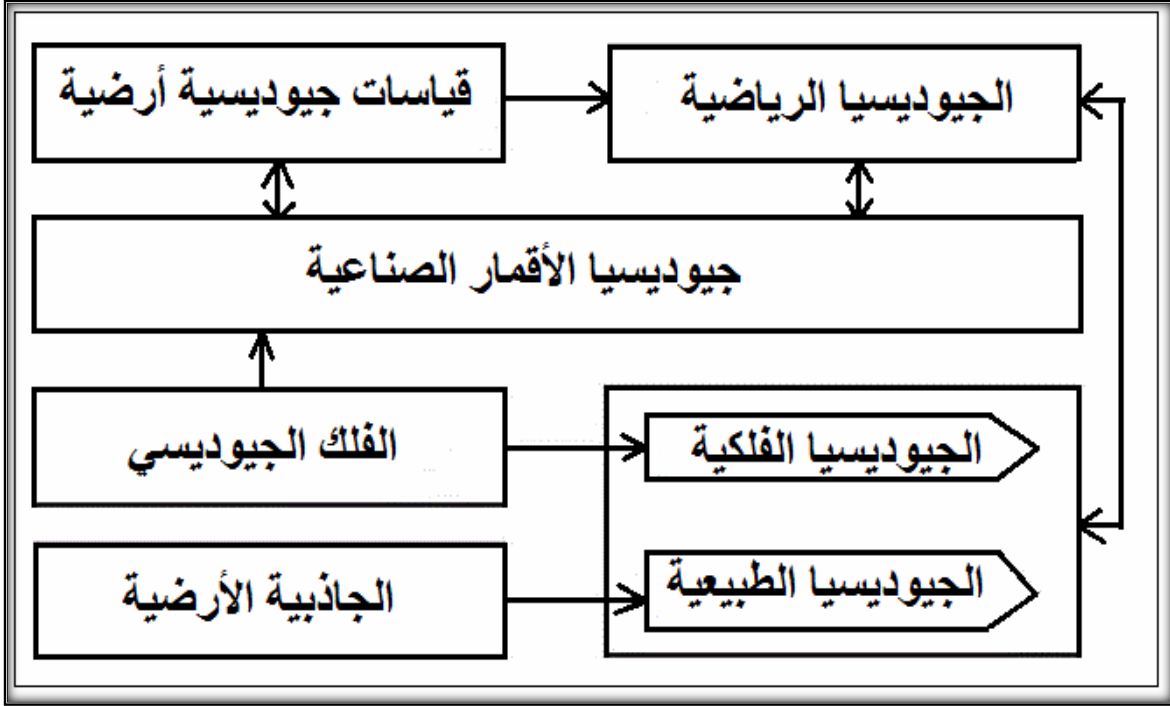 الجيوديسيا الرياضية
قياسات جيوديسية أرضية
جيوديسيا الأقمار الصناعية
الجيوديسيا الفلكية
الفلك الجيوديسي
الجيوديسيا الطبيعية
الجاذبية الأرضية